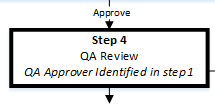 Approve
Step 4
QA Review
QA Approver Identified in step1